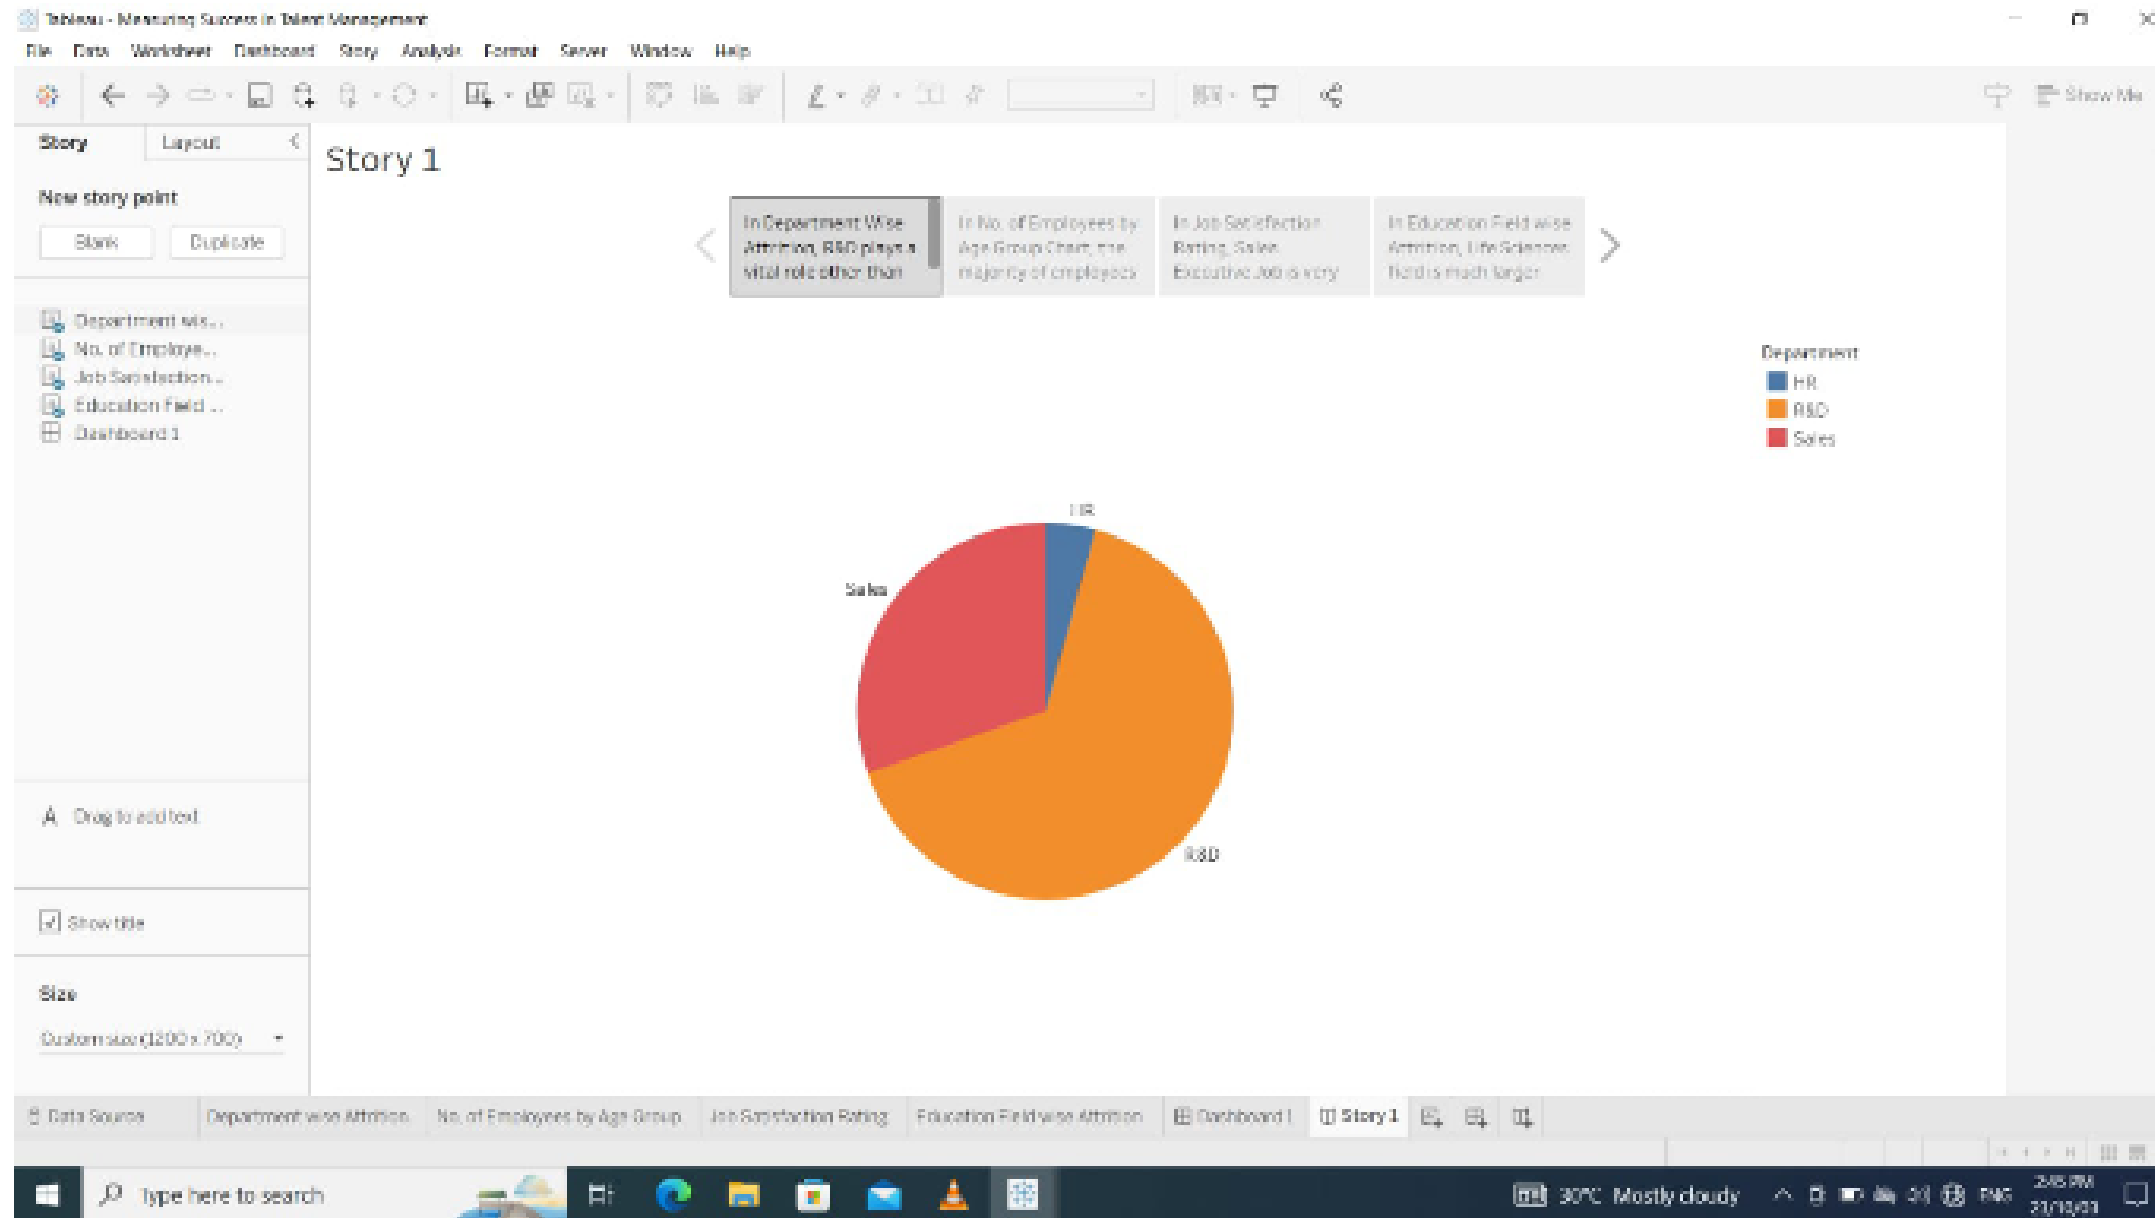 Tableau - Measuring Success in Talent Management
File Data Worksheet Dashboard Story Analysis Format Server Window Help
Show Me
Story Layout
Story 1
New story point
Blank Duplicate
In Department Wise
Attrition, R&D plays a
vital role other than
In No. of Employees by
Age Group Chart, the
majority of employees
In Job Satisfaction
Rating, Sales
Executive Job is very
In Education Field wise
Attrition, Life Sciences
field is much larger
Department wis...
No. of Employe...
Job Satisfaction...
Education Field ...
Dashboard 1
Department
HR
R&D
Sales
HR
Sales
R&D
A Drag to add text
Show title
Size
Custom size (1200 x 700)
Data Source Department wise Attrition No. of Employees by Age Group Job Satisfaction Rating Education Field wise Attrition Dashboard 1 Story 1
Type here to search
30°C Mostly cloudy
ENG
2:45 PM